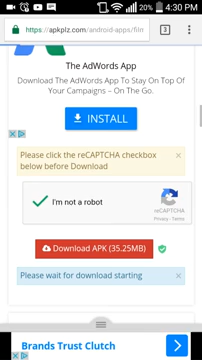 20% 4:30 PM
https://apkplz.com/android-apps/film
3
The AdWords App
Download The AdWords App To Stay On Top Of
Your Campaigns – On The Go.
INSTALL
Please click the reCAPTCHA checkbox ×
below before Download
I'm not a robot
reCAPTCHA
Privacy - Terms
Download APK (35.25MB)
Please wait for download starting ×
Brands Trust Clutch